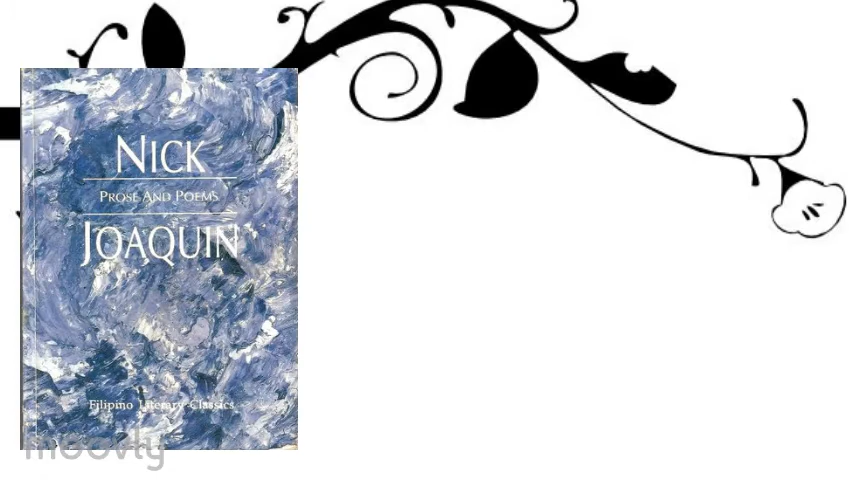 NICK
PROSE AND POEMS
JOAQUIN
Filipino Literary Classics
moovly